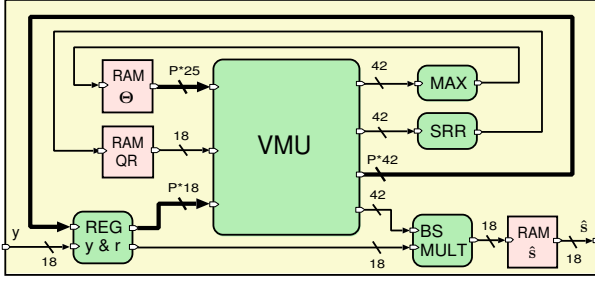 RAM
Θ
P*25
42
MAX
RAM
QR
18
VMU
42
SRR
P*42
P*18
42
y
18
REG
y & r
18
BS
MULT
18
RAM
ŝ
ŝ
18